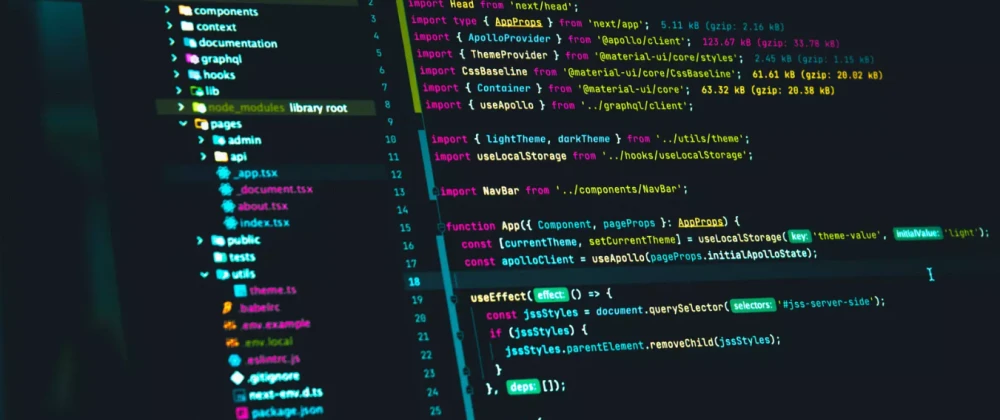 components
context
documentation
graphql
hooks
lib
node_modules library root
pages
admin
api
_app.tsx
_document.tsx
about.tsx
index.tsx
public
tests
utils
theme.ts
.babelrc
.env.example
.env.local
.eslintrc.js
.gitignore
next-env.d.ts
package.json
2 import Head from 'next/head';
3 import type { AppProps } from 'next/app'; 5.11 kB (gzip: 2.16 kB)
4 import { ApolloProvider } from '@apollo/client'; 123.67 kB (gzip: 33.78 kB)
5 import { ThemeProvider } from '@material-ui/core/styles'; 2.45 kB (gzip: 1.15 kB)
6 import CssBaseline from '@material-ui/core/CssBaseline'; 61.61 kB (gzip: 20.02 kB)
7 import { Container } from '@material-ui/core'; 63.32 kB (gzip: 20.38 kB)
8 import { useApollo } from '../graphql/client';
9
10 import { lightTheme, darkTheme } from '../utils/theme';
11 import useLocalStorage from '../hooks/useLocalStorage';
12
13 import NavBar from '../components/NavBar';
14
15 function App({ Component, pageProps }: AppProps) {
16 const [currentTheme, setCurrentTheme] = useLocalStorage( key: 'theme-value', initialValue: 'light');
17 const apolloClient = useApollo(pageProps.initialApolloState);
18
19 useEffect( effect: () => {
20 const jssStyles = document.querySelector( selectors: '#jss-server-side');
21 if (jssStyles) {
22 jssStyles.parentElement.removeChild(jssStyles);
23 }
24 }, deps: []);
25